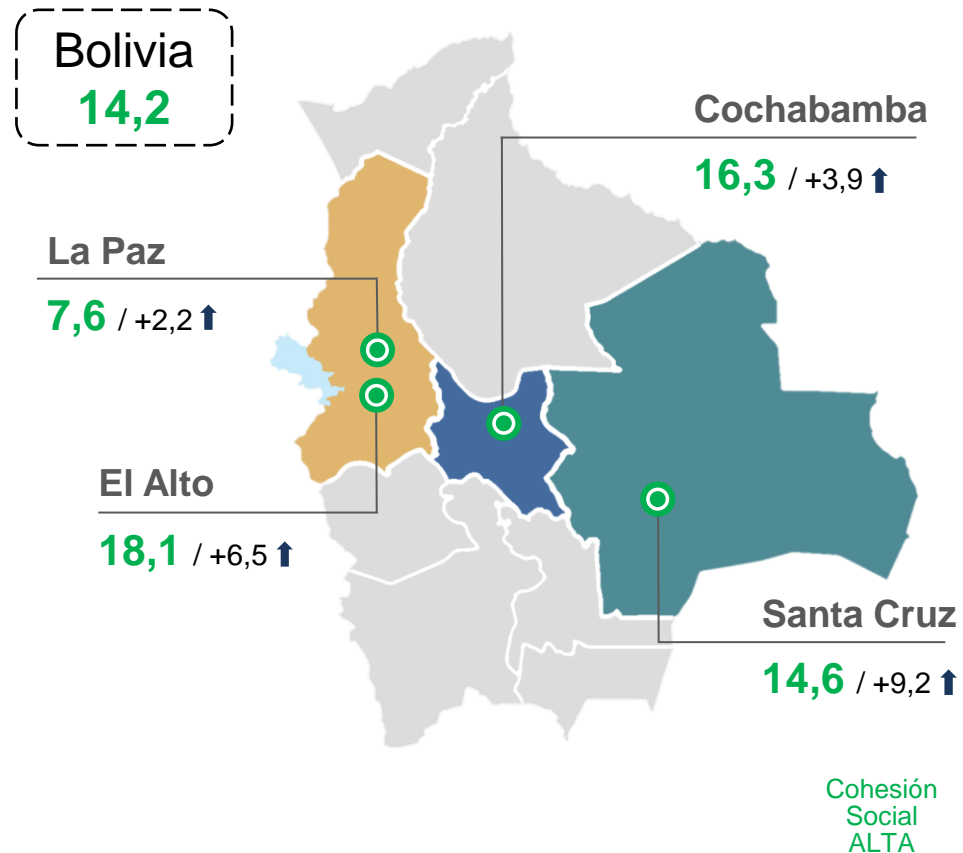 Bolivia
14,2
Cochabamba
16,3 / +3,9
La Paz
7,6 / +2,2
El Alto
18,1 / +6,5
Santa Cruz
14,6 / +9,2
Cohesión
Social
ALTA